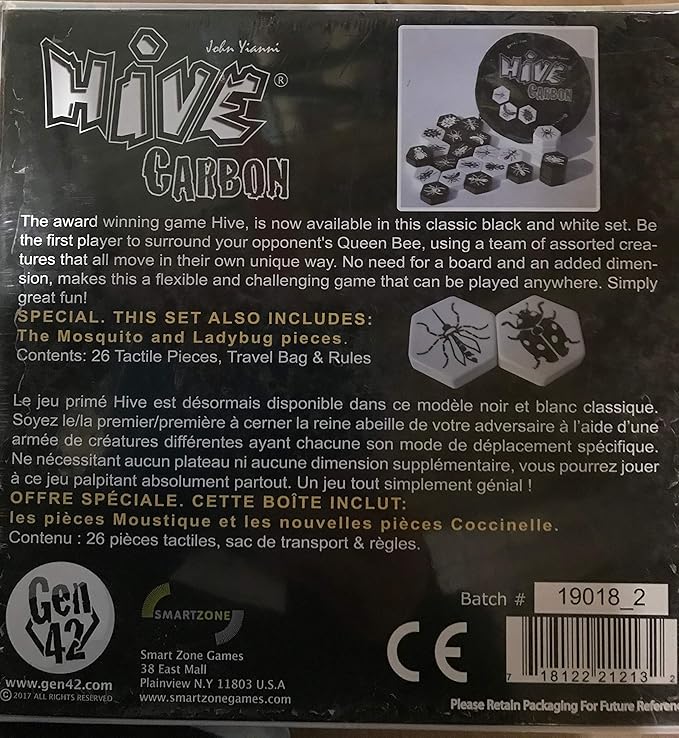 John Yianni
HIVE®
CARBON
HIVE
CARBON
The award winning game Hive, is now available in this classic black and white set. Be
the first player to surround your opponent's Queen Bee, using a team of assorted crea-
tures that all move in their own unique way. No need for a board and an added dimen-
sion, makes this a flexible and challenging game that can be played anywhere. Simply
great fun!
SPECIAL. THIS SET ALSO INCLUDES:
The Mosquito and Ladybug pieces.
Contents: 26 Tactile Pieces, Travel Bag & Rules
Le jeu primé Hive est désormais disponible dans ce modèle noir et blanc classique.
Soyez le/la premier/première à cerner la reine abeille de votre adversaire à l'aide d'une
armée de créatures différentes ayant chacune son mode de déplacement spécifique.
Ne nécessitant aucun plateau ni aucune dimension supplémentaire, vous pourrez jouer
à ce jeu palpitant absolument partout. Un jeu tout simplement génial !
OFFRE SPÉCIALE. CETTE BOÎTE INCLUT:
les pièces Moustique et les nouvelles pièces Coccinelle.
Contenu : 26 pièces tactiles, sac de transport & règles.
Gen
42
www.gen42.com
© 2017 ALL RIGHTS RESERVED
SMARTZONE
Smart Zone Games
38 East Mall
Plainview N.Y 11803 U.S.A
www.smartzonegames.com
Batch # 19018_2
CE
7 18122 21213 2
Please Retain Packaging For Future Referenc